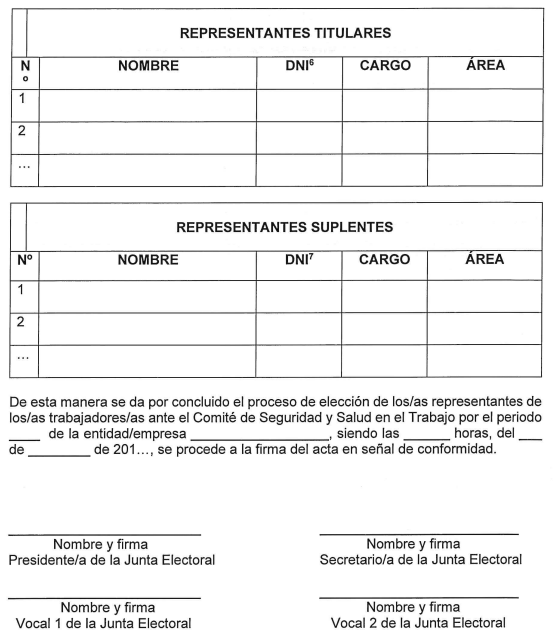 REPRESENTANTES TITULARES
Nº NOMBRE DNI⁶ CARGO ÁREA
1
2
...
REPRESENTANTES SUPLENTES
Nº NOMBRE DNI⁷ CARGO ÁREA
1
2
...
De esta manera se da por concluido el proceso de elección de los/as representantes de
los/as trabajadores/as ante el Comité de Seguridad y Salud en el Trabajo por el periodo
____ de la entidad/empresa ____________________, siendo las ______ horas, del ___
de _________ de 201…, se procede a la firma del acta en señal de conformidad.
Nombre y firma Nombre y firma
Presidente/a de la Junta Electoral Secretario/a de la Junta Electoral
Nombre y firma Nombre y firma
Vocal 1 de la Junta Electoral Vocal 2 de la Junta Electoral